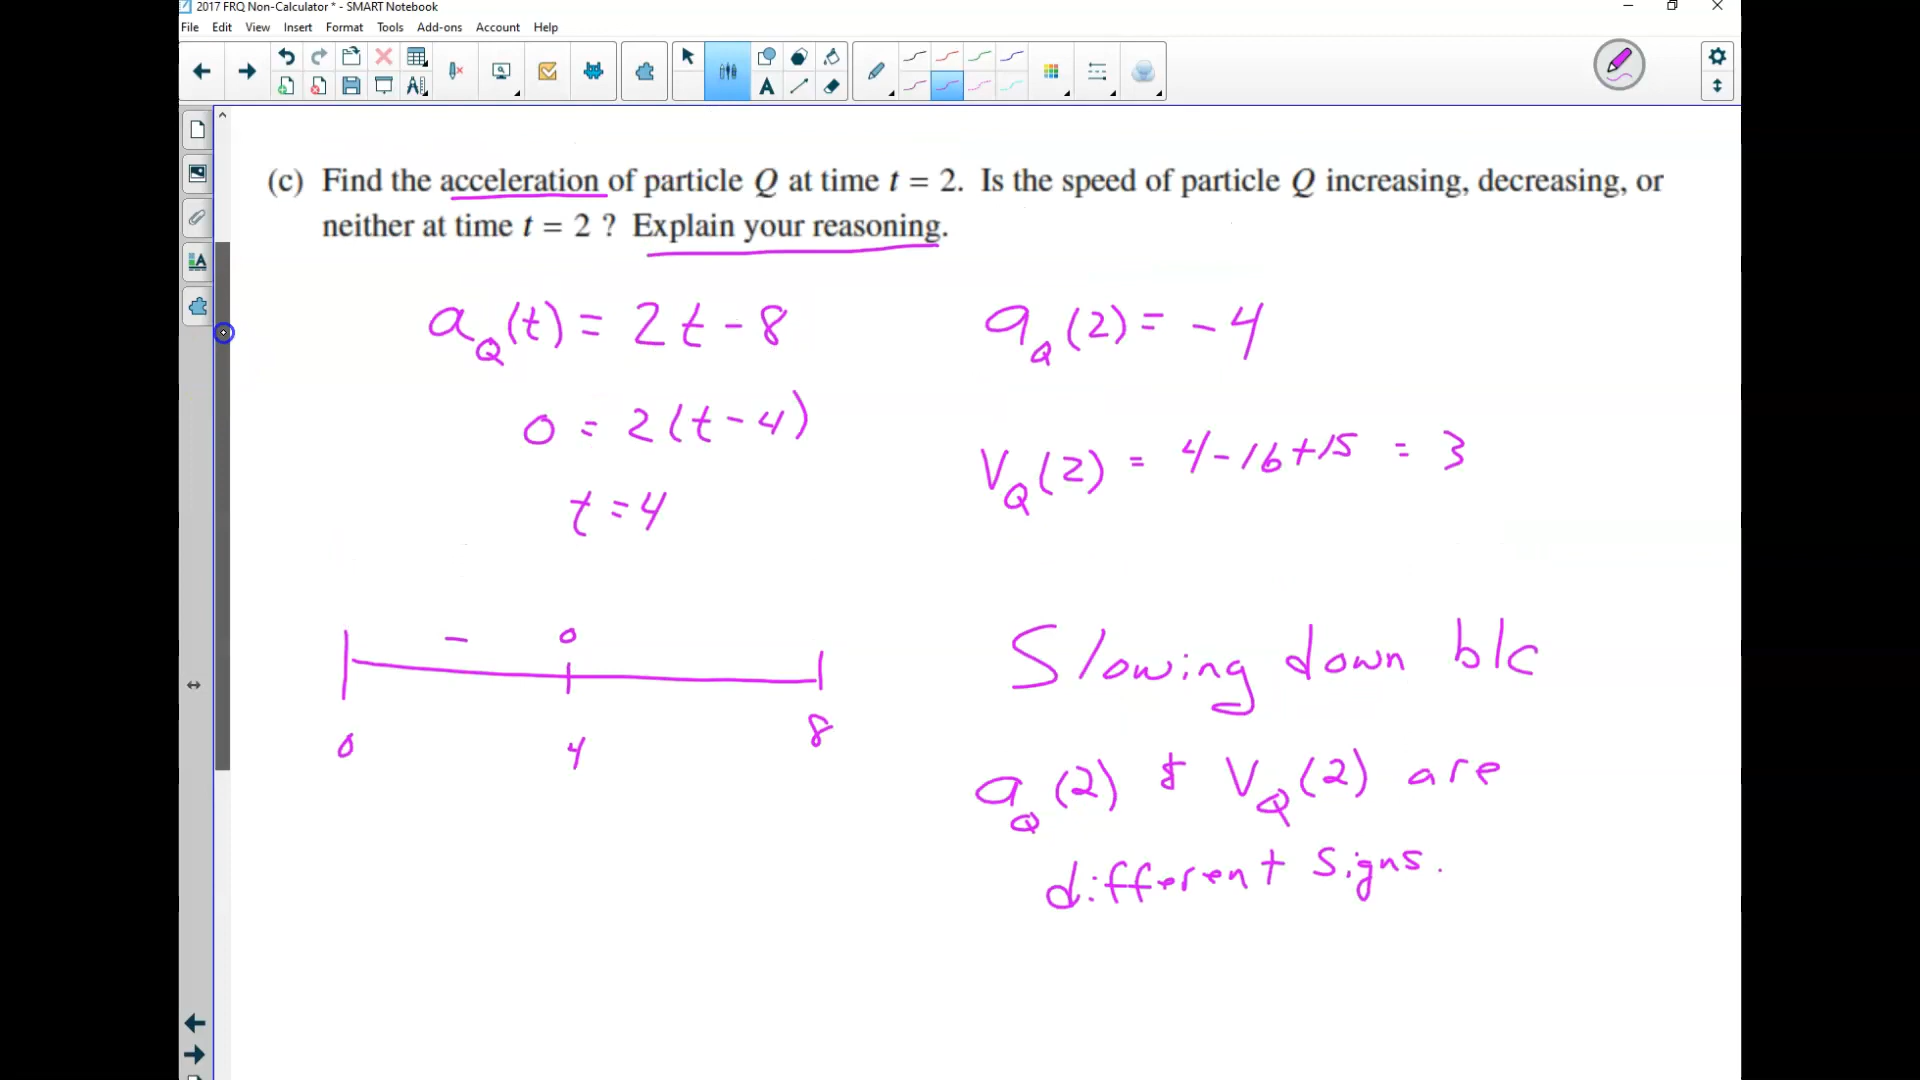 2017 FRQ Non-Calculator * - SMART Notebook
File Edit View Insert Format Tools Add-ons Account Help
(c) Find the acceleration of particle Q at time t = 2. Is the speed of particle Q increasing, decreasing, or
neither at time t = 2 ? Explain your reasoning.
a_Q(t) = 2t - 8
0 = 2(t - 4)
t = 4
- 0
0 4 8
a_Q(2) = -4
V_Q(2) = 4 - 16 + 15 = 3
Slowing down b/c
a_Q(2) & V_Q(2) are
different signs.